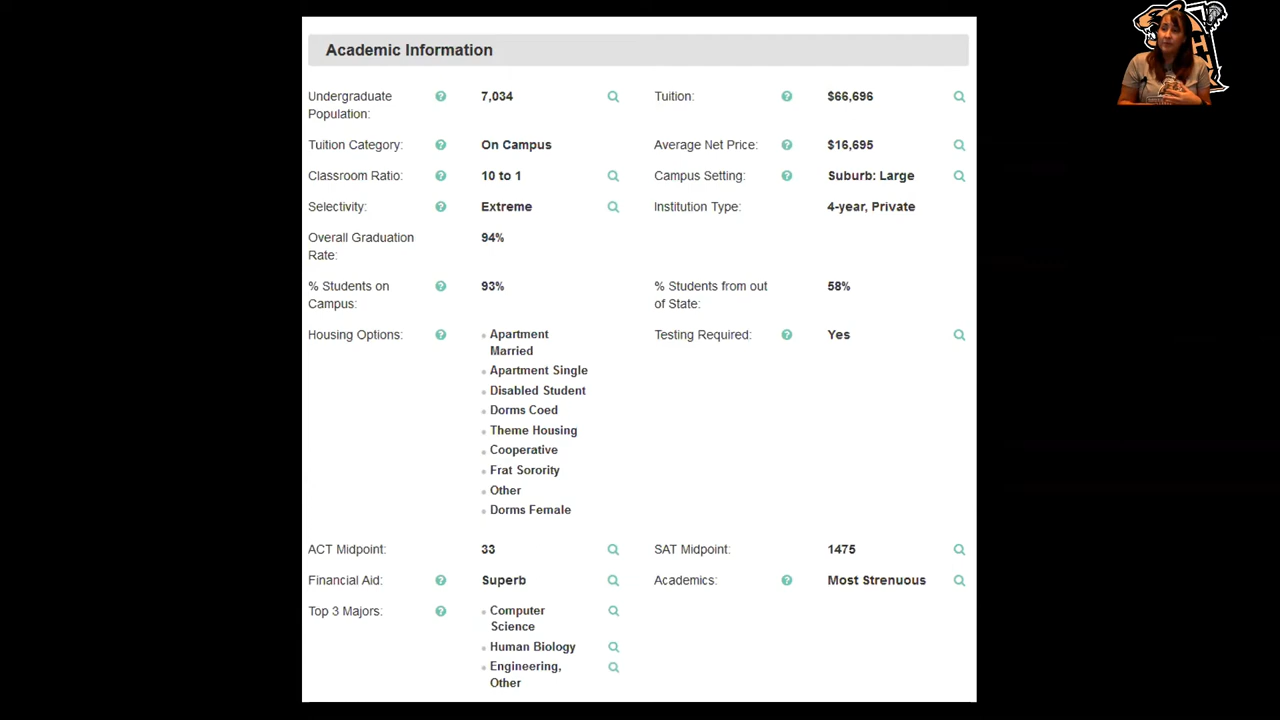 Academic Information
Undergraduate Population: 7,034 Tuition: $66,696
Tuition Category: On Campus Average Net Price: $16,695
Classroom Ratio: 10 to 1 Campus Setting: Suburb: Large
Selectivity: Extreme Institution Type: 4-year, Private
Overall Graduation Rate: 94%
% Students on Campus: 93% % Students from out of State: 58%
Housing Options: Apartment Married Testing Required: Yes
Apartment Single
Disabled Student
Dorms Coed
Theme Housing
Cooperative
Frat Sorority
Other
Dorms Female
ACT Midpoint: 33 SAT Midpoint: 1475
Financial Aid: Superb Academics: Most Strenuous
Top 3 Majors: Computer Science
Human Biology
Engineering, Other